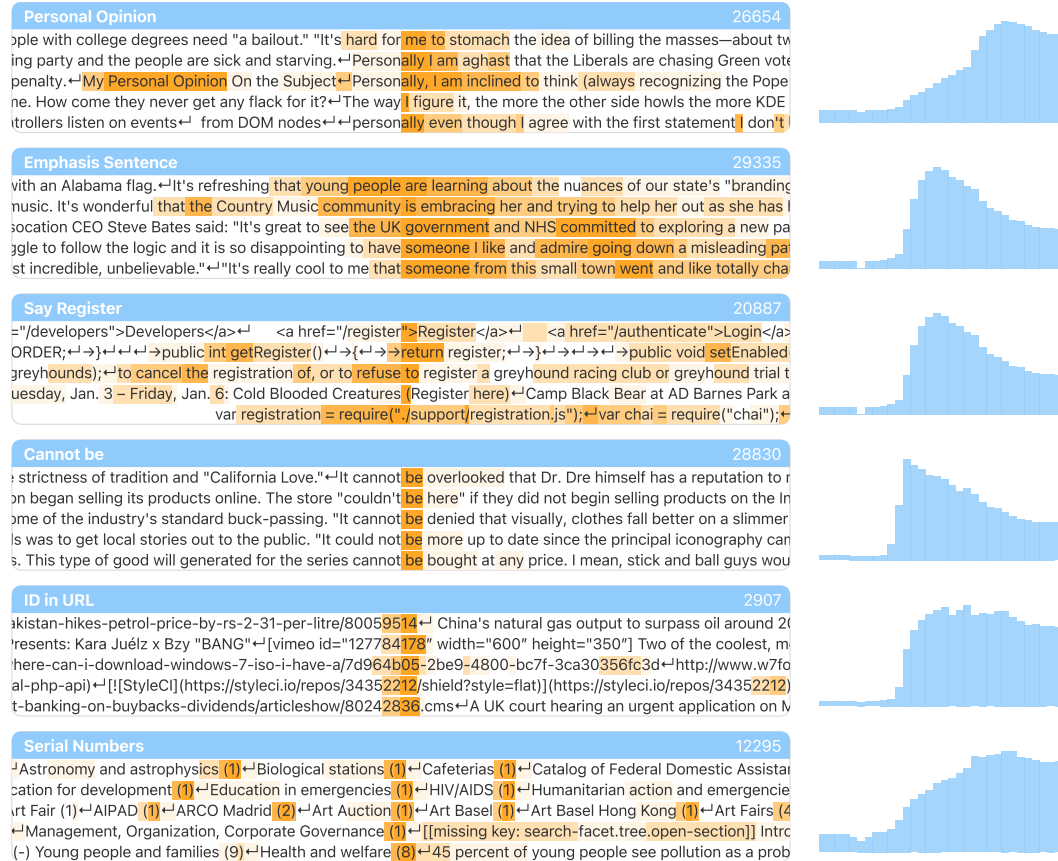 Personal Opinion 26654
ople with college degrees need "a bailout." "It's hard for me to stomach the idea of billing the masses—about tw
ing party and the people are sick and starving.↵Personally I am aghast that the Liberals are chasing Green vote
penalty.↵My Personal Opinion On the Subject↵Personally, I am inclined to think (always recognizing the Pope
ne. How come they never get any flack for it?↵The way I figure it, the more the other side howls the more KDE
ntrollers listen on events↵ from DOM nodes↵↵personally even though I agree with the first statement I don't
Emphasis Sentence 29335
with an Alabama flag.↵It's refreshing that young people are learning about the nuances of our state's "branding
music. It's wonderful that the Country Music community is embracing her and trying to help her out as she has
socation CEO Steve Bates said: "It's great to see the UK government and NHS committed to exploring a new pa
ggle to follow the logic and it is so disappointing to have someone I like and admire going down a misleading pat
st incredible, unbelievable."↵"It's really cool to me that someone from this small town went and like totally cha
Say Register 20887
="/developers">Developers</a>↵ <a href="/register">Register</a>↵ <a href="/authenticate">Login</a>
ORDER;↵→}↵↵↵→public int getRegister()↵→{↵→→return register;↵→}↵→↵→↵→public void setEnabled
greyhounds);↵to cancel the registration of, or to refuse to register a greyhound racing club or greyhound trial t
uesday, Jan. 3 – Friday, Jan. 6: Cold Blooded Creatures (Register here)↵Camp Black Bear at AD Barnes Park a
var registration = require("./support/registration.js");↵var chai = require("chai");↵
Cannot be 28830
e strictness of tradition and "California Love."↵It cannot be overlooked that Dr. Dre himself has a reputation to r
on began selling its products online. The store "couldn't be here" if they did not begin selling products on the In
ome of the industry's standard buck-passing. "It cannot be denied that visually, clothes fall better on a slimmer
ls was to get local stories out to the public. "It could not be more up to date since the principal iconography can
s. This type of good will generated for the series cannot be bought at any price. I mean, stick and ball guys wou
ID in URL 2907
akistan-hikes-petrol-price-by-rs-2-31-per-litre/80059514↵ China's natural gas output to surpass oil around 20
Presents: Kara Juélz x Bzy "BANG"↵[vimeo id="127784178" width="600" height="350"] Two of the coolest, m
here-can-i-download-windows-7-iso-i-have-a/7d964b05-2be9-4800-bc7f-3ca30356fc3d↵http://www.w7fo
al-php-api)↵[![StyleCI](https://styleci.io/repos/34352212/shield?style=flat)](https://styleci.io/repos/34352212)
t-banking-on-buybacks-dividends/articleshow/80242836.cms↵A UK court hearing an urgent application on M
Serial Numbers 12295
↵Astronomy and astrophysics (1)↵Biological stations (1)↵Cafeterias (1)↵Catalog of Federal Domestic Assistan
cation for development (1)↵Education in emergencies (1)↵HIV/AIDS (1)↵Humanitarian action and emergencie
Art Fair (1)↵AIPAD (1)↵ARCO Madrid (2)↵Art Auction (1)↵Art Basel (1)↵Art Basel Hong Kong (1)↵Art Fairs (4
↵Management, Organization, Corporate Governance (1)↵[[missing key: search-facet.tree.open-section]] Intro
(-) Young people and families (9)↵Health and welfare (8)↵45 percent of young people see pollution as a prob